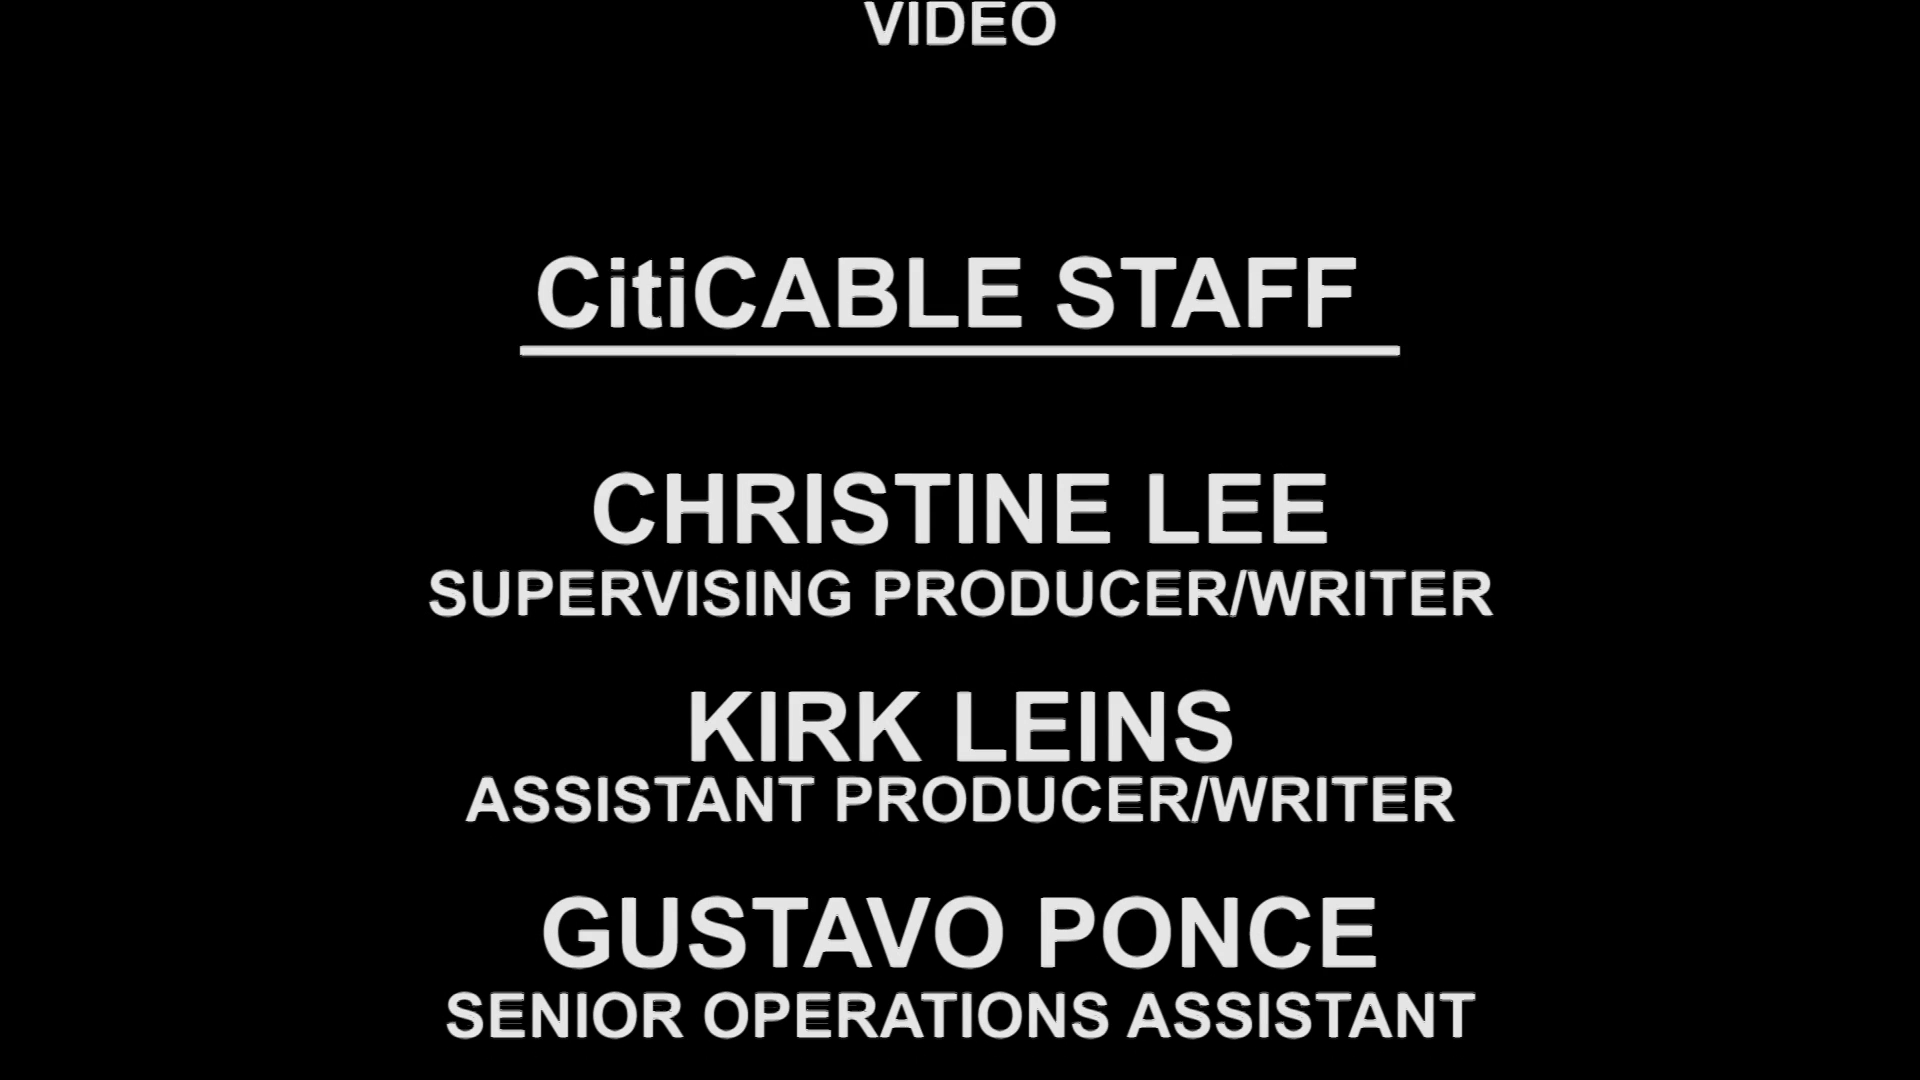 VIDEO
CitiCABLE STAFF
CHRISTINE LEE
SUPERVISING PRODUCER/WRITER
KIRK LEINS
ASSISTANT PRODUCER/WRITER
GUSTAVO PONCE
SENIOR OPERATIONS ASSISTANT